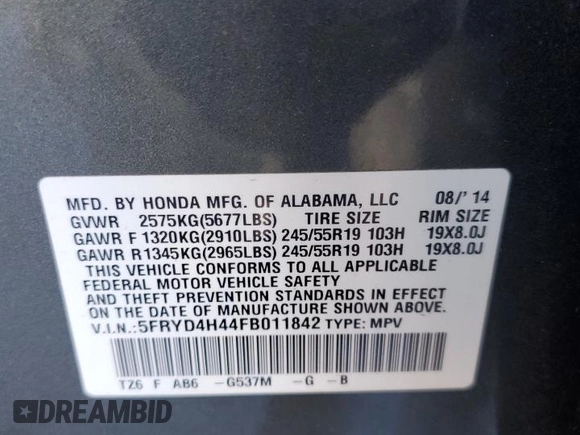 MFD. BY HONDA MFG. OF ALABAMA, LLC 08/'14
GVWR 2575KG(5677LBS) TIRE SIZE RIM SIZE
GAWR F 1320KG(2910LBS) 245/55R19 103H 19X8.0J
GAWR R 1345KG(2965LBS) 245/55R19 103H 19X8.0J
THIS VEHICLE CONFORMS TO ALL APPLICABLE
FEDERAL MOTOR VEHICLE SAFETY
AND THEFT PREVENTION STANDARDS IN EFFECT
ON THE DATE OF MANUFACTURE SHOWN ABOVE.
V.I.N.:5FRYD4H44FB011842 TYPE: MPV
TZ6 F AB6 -G537M -G -B
DREAMBID